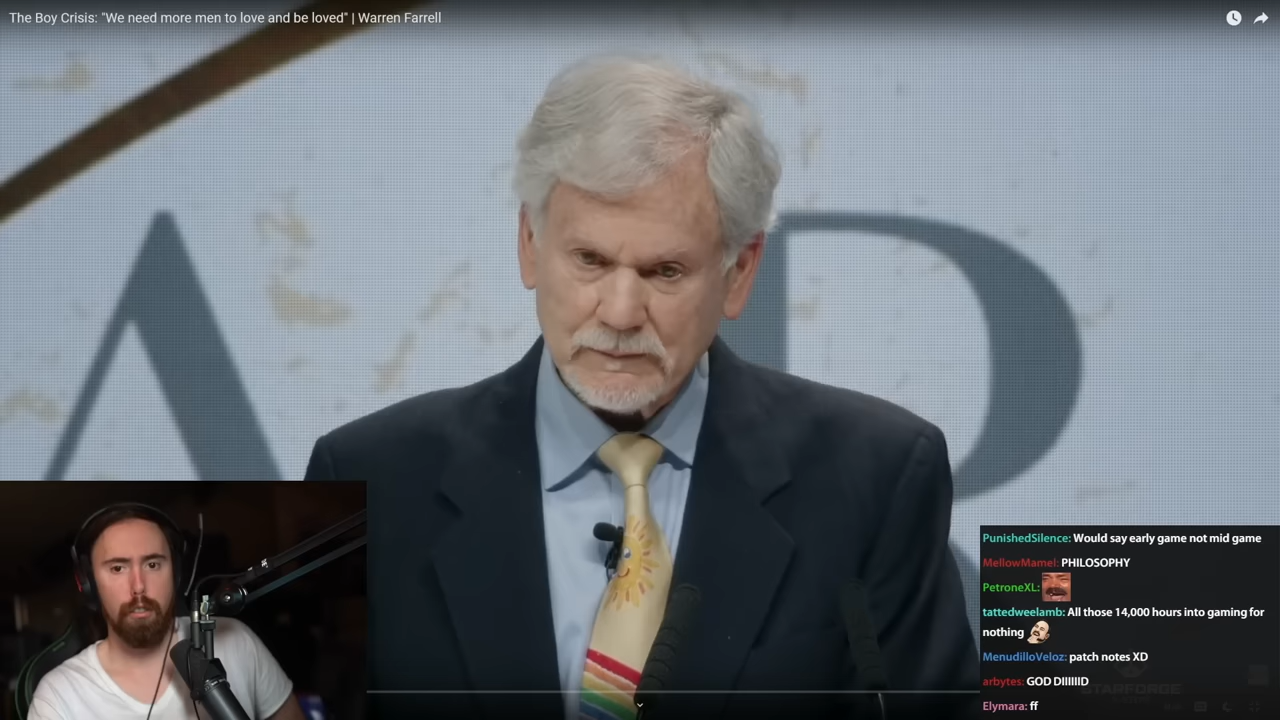 The Boy Crisis: "We need more men to love and be loved" | Warren Farrell
A
R
PunishedSilence: Would say early game not mid game
MellowMamel: PHILOSOPHY
PetroneXL:
tattedweelamb: All those 14,000 hours into gaming for
nothing
MenudilloVeloz: patch notes XD
arbytes: GOD DIIIIIID
STARFORGE
Elymara: ff